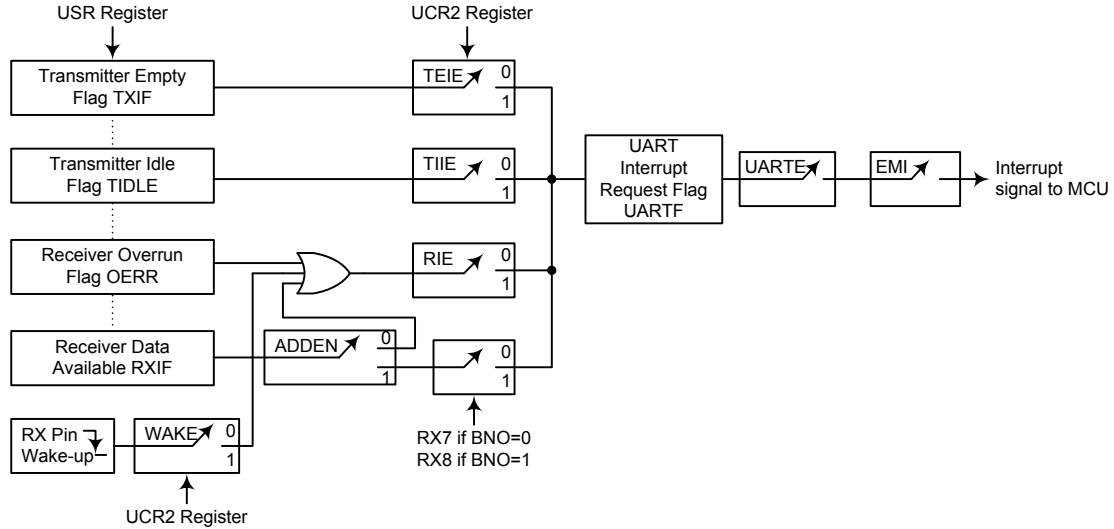 USR Register
UCR2 Register
Transmitter Empty
Flag TXIF
TEIE
0
1
Transmitter Idle
Flag TIDLE
TIIE
0
1
UART
Interrupt
Request Flag
UARTF
UARTE
EMI
Interrupt
signal to MCU
Receiver Overrun
Flag OERR
RIE
0
1
Receiver Data
Available RXIF
ADDEN
0
1
0
1
RX7 if BNO=0
RX8 if BNO=1
RX Pin
Wake-up
WAKE
0
1
UCR2 Register